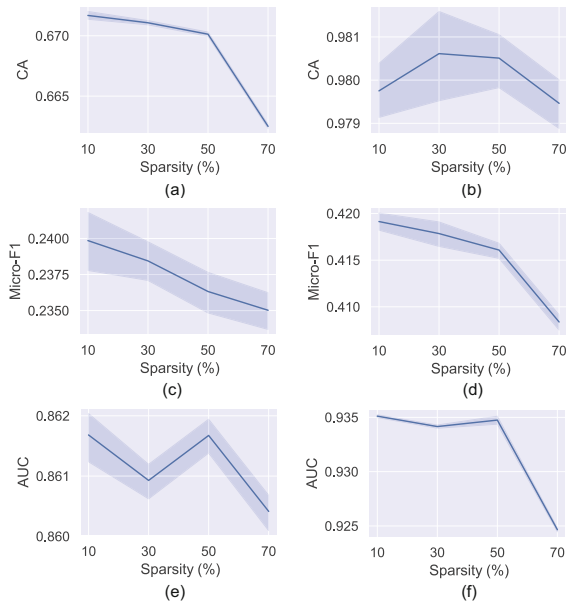 0.670
0.665
CA
10 30 50 70
Sparsity (%)
(a)
0.981
0.980
0.979
CA
10 30 50 70
Sparsity (%)
(b)
0.2400
0.2375
0.2350
Micro-F1
10 30 50 70
Sparsity (%)
(c)
0.420
0.415
0.410
Micro-F1
10 30 50 70
Sparsity (%)
(d)
0.862
0.861
0.860
AUC
10 30 50 70
Sparsity (%)
(e)
0.935
0.930
0.925
AUC
10 30 50 70
Sparsity (%)
(f)